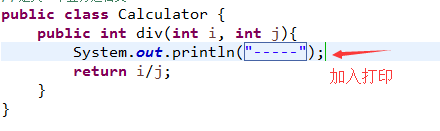 public class Calculator {
public int div(int i, int j){
System.out.println("-----");
return i/j;
}
}
加入打印